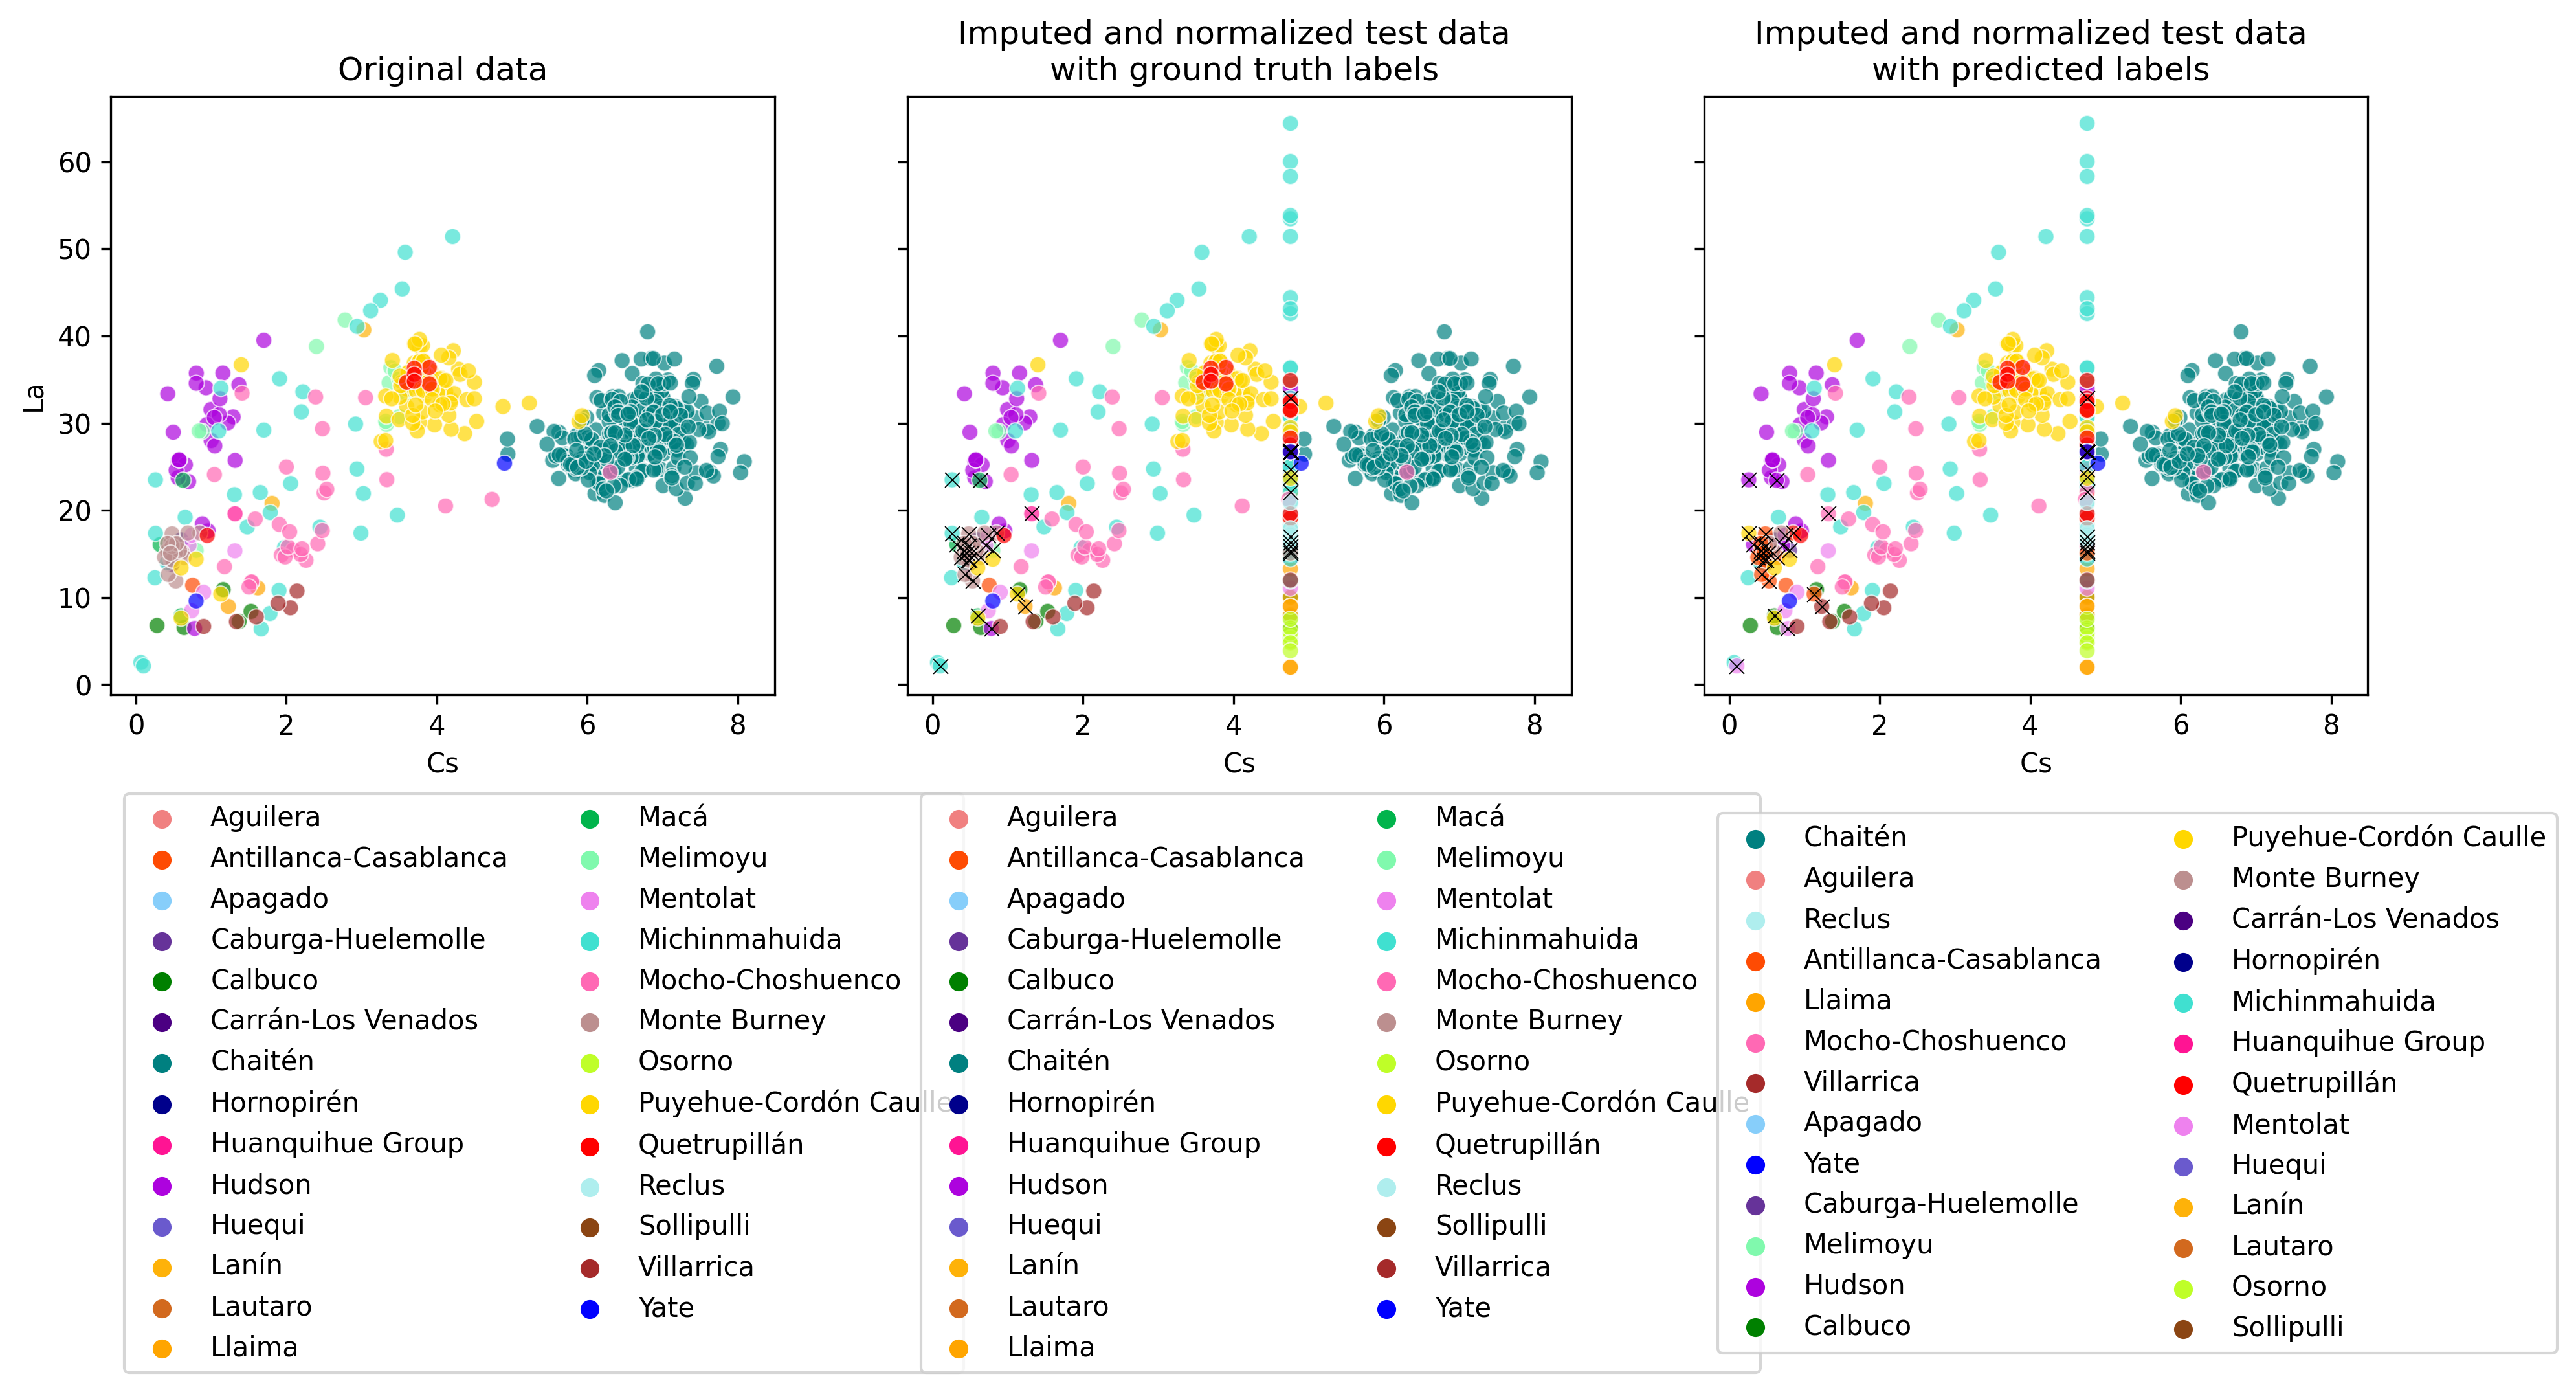 Original data
Imputed and normalized test data
with ground truth labels
Imputed and normalized test data
with predicted labels
La
60
50
40
30
20
10
0
0 2 4 6 8
Cs
0 2 4 6 8
Cs
0 2 4 6 8
Cs
Aguilera
Antillanca-Casablanca
Apagado
Caburga-Huelemolle
Calbuco
Carrán-Los Venados
Chaitén
Hornopirén
Huanquihue Group
Hudson
Huequi
Lanín
Lautaro
Llaima
Macá
Melimoyu
Mentolat
Michinmahuida
Mocho-Choshuenco
Monte Burney
Osorno
Puyehue-Cordón Caulle
Quetrupillán
Reclus
Sollipulli
Villarrica
Yate
Aguilera
Antillanca-Casablanca
Apagado
Caburga-Huelemolle
Calbuco
Carrán-Los Venados
Chaitén
Hornopirén
Huanquihue Group
Hudson
Huequi
Lanín
Lautaro
Llaima
Macá
Melimoyu
Mentolat
Michinmahuida
Mocho-Choshuenco
Monte Burney
Osorno
Puyehue-Cordón Caulle
Quetrupillán
Reclus
Sollipulli
Villarrica
Yate
Chaitén
Aguilera
Reclus
Antillanca-Casablanca
Llaima
Mocho-Choshuenco
Villarrica
Apagado
Yate
Caburga-Huelemolle
Melimoyu
Hudson
Calbuco
Puyehue-Cordón Caulle
Monte Burney
Carrán-Los Venados
Hornopirén
Michinmahuida
Huanquihue Group
Quetrupillán
Mentolat
Huequi
Lanín
Lautaro
Osorno
Sollipulli